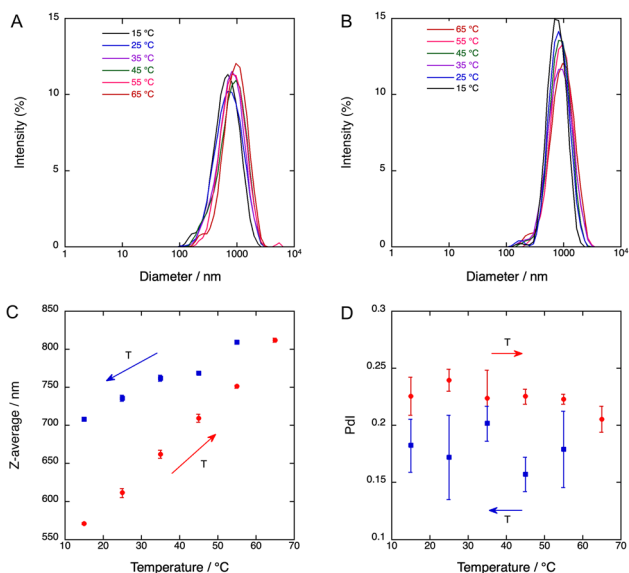 A
15 °C
25 °C
35 °C
45 °C
55 °C
65 °C
15
10
5
0
Intensity (%)
1
10
100
1000
10⁴
Diameter / nm
B
65 °C
55 °C
45 °C
35 °C
25 °C
15 °C
15
10
5
0
Intensity (%)
1
10
100
1000
10⁴
Diameter / nm
C
850
800
750
700
650
600
550
Z-average / nm
T
T
10
20
30
40
50
60
70
Temperature / °C
D
0.3
0.25
0.2
0.15
0.1
PdI
T
T
10
20
30
40
50
60
70
Temperature / °C